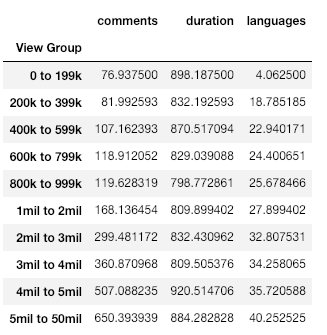 comments duration languages
View Group
0 to 199k 76.937500 898.187500 4.062500
200k to 399k 81.992593 832.192593 18.785185
400k to 599k 107.162393 870.517094 22.940171
600k to 799k 118.912052 829.039088 24.400651
800k to 999k 119.628319 798.772861 25.678466
1mil to 2mil 168.136454 809.899402 27.899402
2mil to 3mil 299.481172 832.430962 32.807531
3mil to 4mil 360.870968 809.505376 34.258065
4mil to 5mil 507.088235 920.514706 35.720588
5mil to 50mil 650.393939 884.282828 40.252525